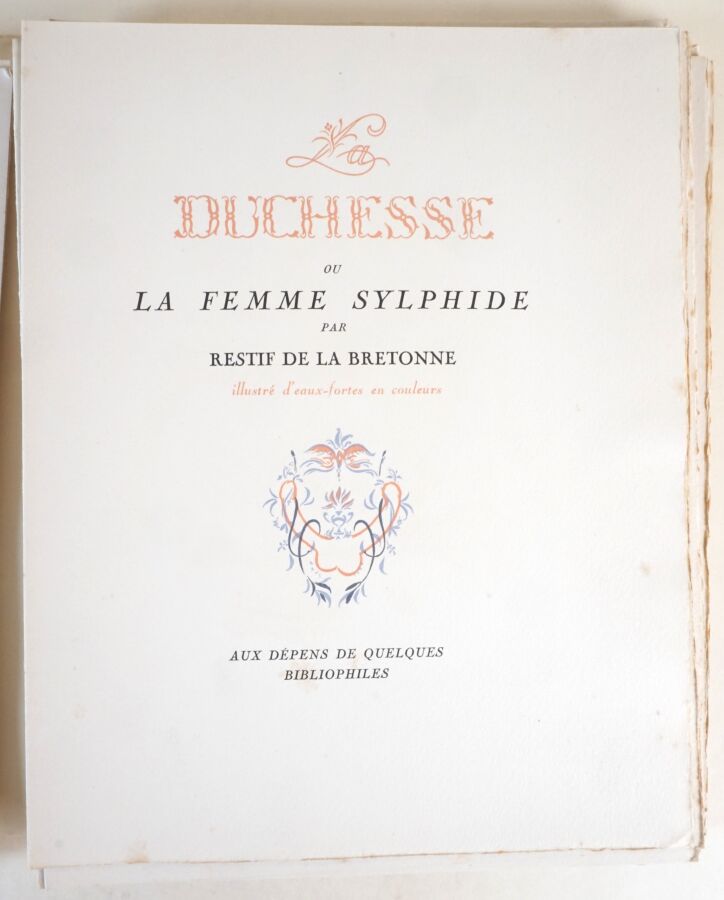 La
DUCHESSE
OU
LA FEMME SYLPHIDE
PAR
RESTIF DE LA BRETONNE
illustré d'eaux-fortes en couleurs
AUX DÉPENS DE QUELQUES
BIBLIOPHILES